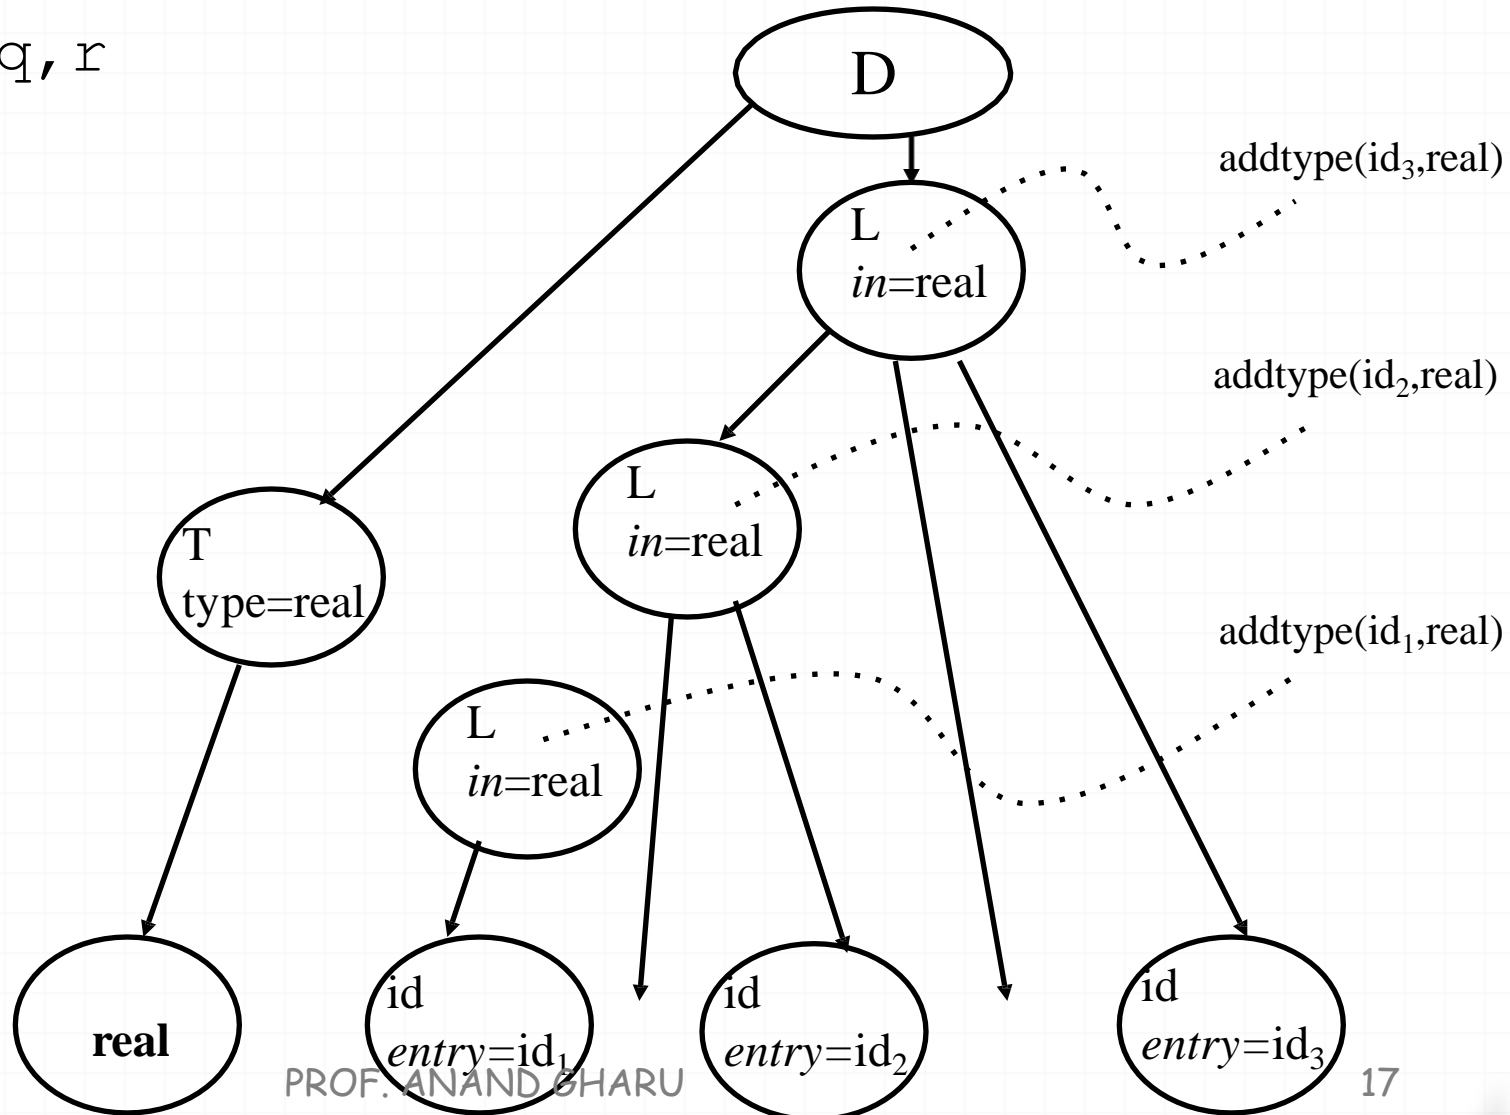 q,r
D
addtype(id₃,real)
L
in=real
addtype(id₂,real)
L
in=real
T
type=real
addtype(id₁,real)
L
in=real
real
id
entry=id₁
id
entry=id₂
id
entry=id₃
PROF. ANAND GHARU
17